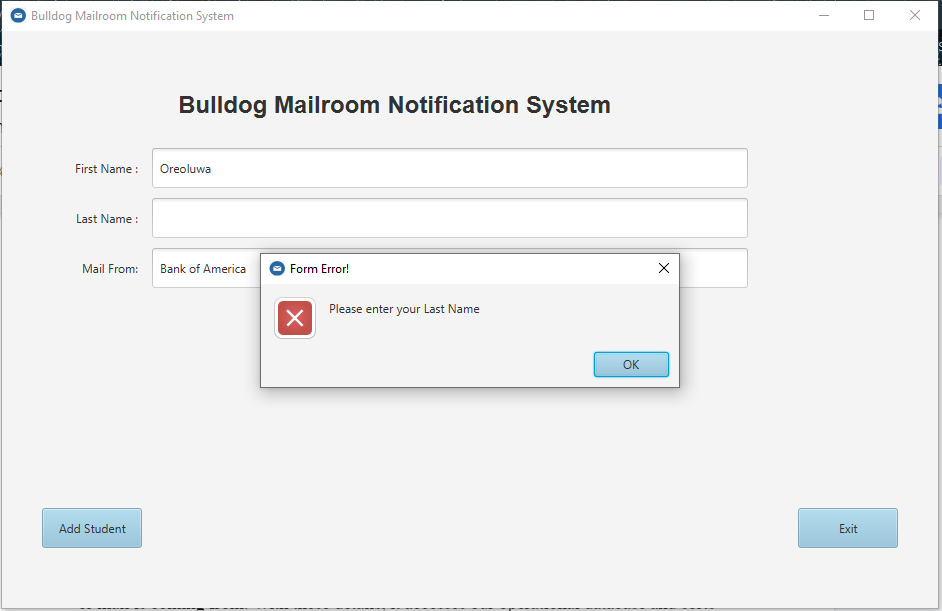 Bulldog Mailroom Notification System
Bulldog Mailroom Notification System
First Name :
Oreoluwa
Last Name :
Mail From:
Bank of America
Form Error!
Please enter your Last Name
OK
Add Student
Exit